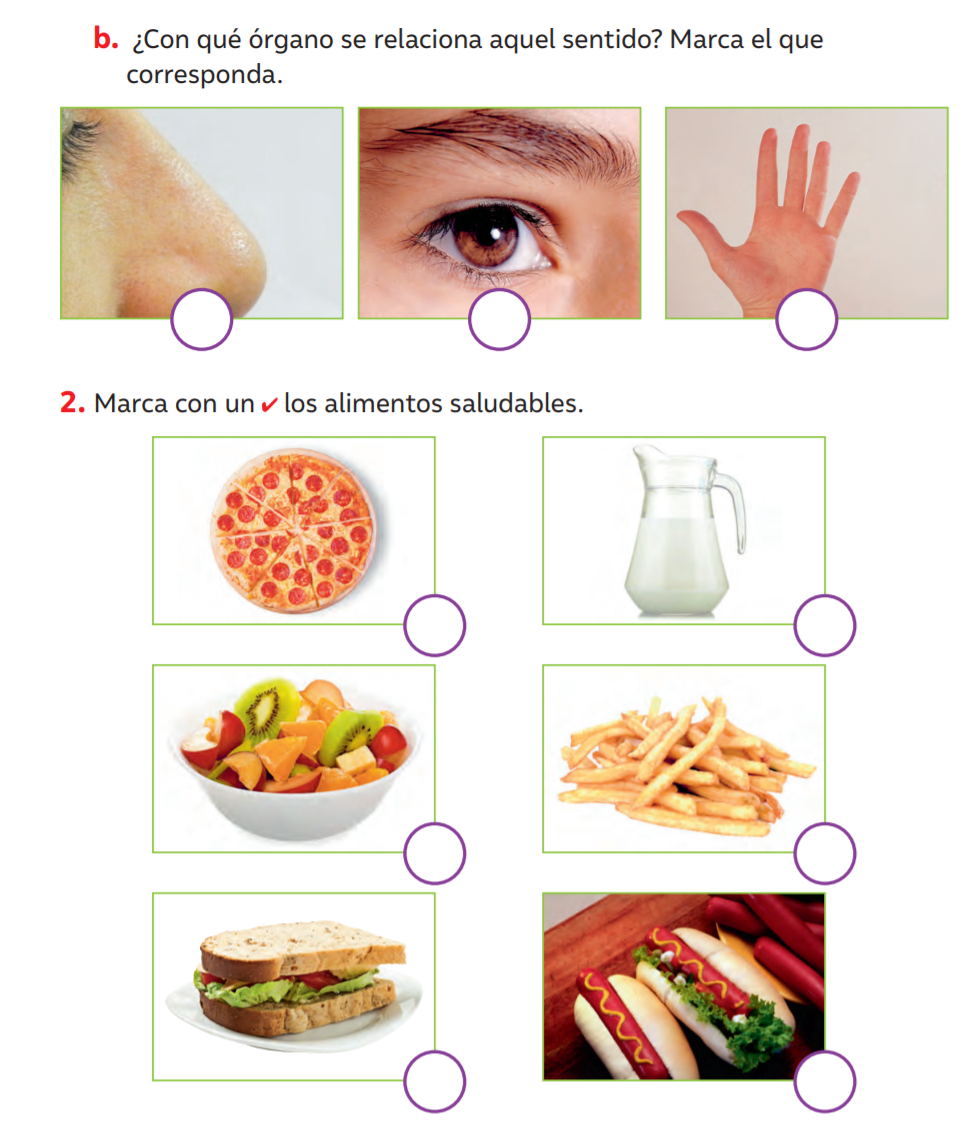 b. ¿Con qué órgano se relaciona aquel sentido? Marca el que
corresponda.
2. Marca con un ✔ los alimentos saludables.